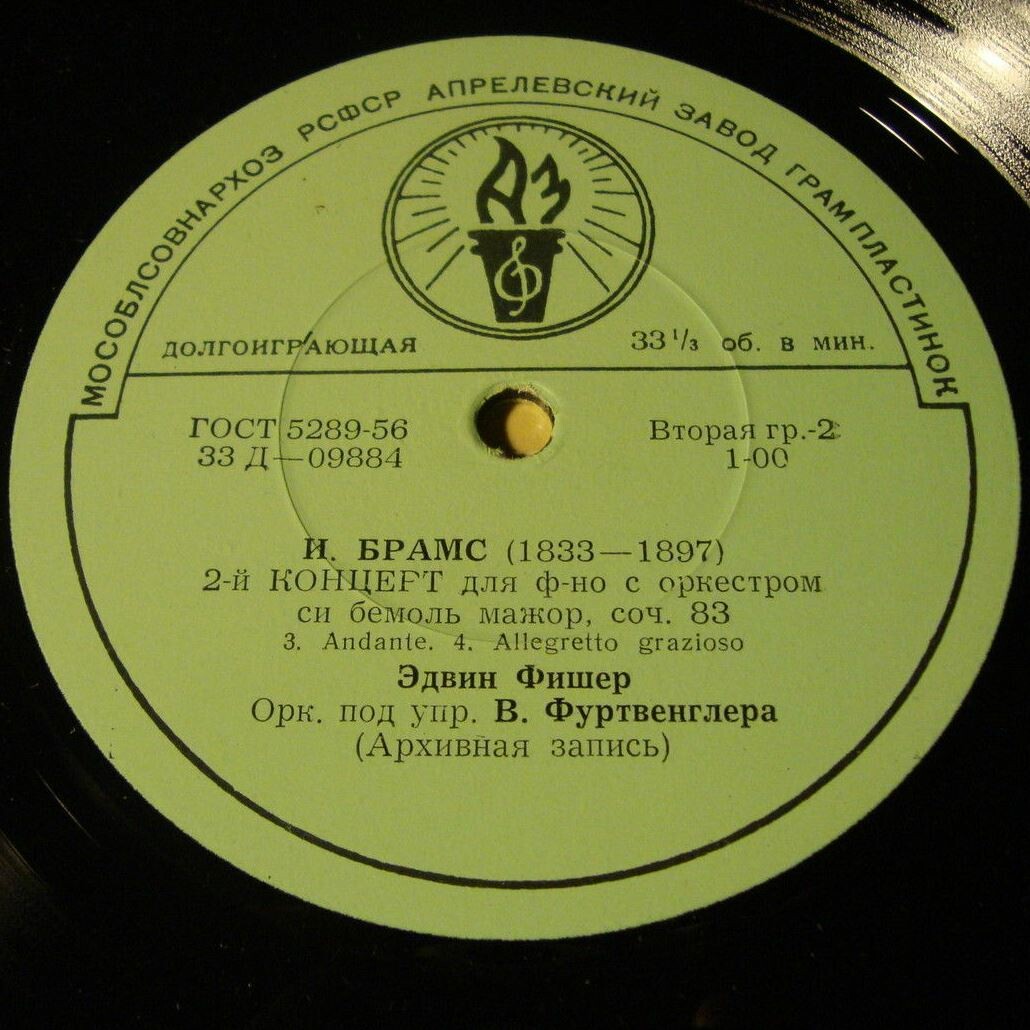 МОСОБЛСОВНАРХОЗ РСФСР АПРЕЛЕВСКИЙ ЗАВОД ГРАМПЛАСТИНОК
АЗ
ДОЛГОИГРАЮЩАЯ 33 1/3 об. в мин.
ГОСТ 5289-56 Вторая гр.-2
33 Д—09884 1-00
И. БРАМС (1833—1897)
2-й КОНЦЕРТ для ф-но с оркестром
си бемоль мажор, соч. 83
3. Andante. 4. Allegretto grazioso
Эдвин Фишер
Орк. под упр. В. Фуртвенглера
(Архивная запись)